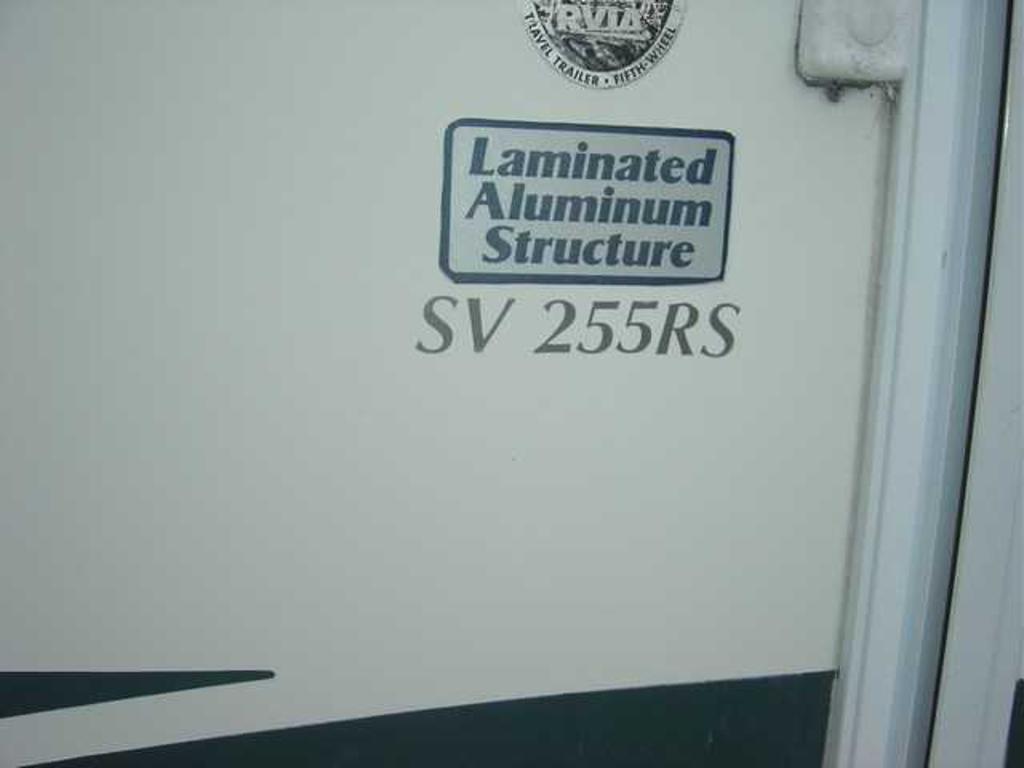 RVIA
TRAVEL TRAILER • FIFTH-WHEEL
Laminated
Aluminum
Structure
SV 255RS